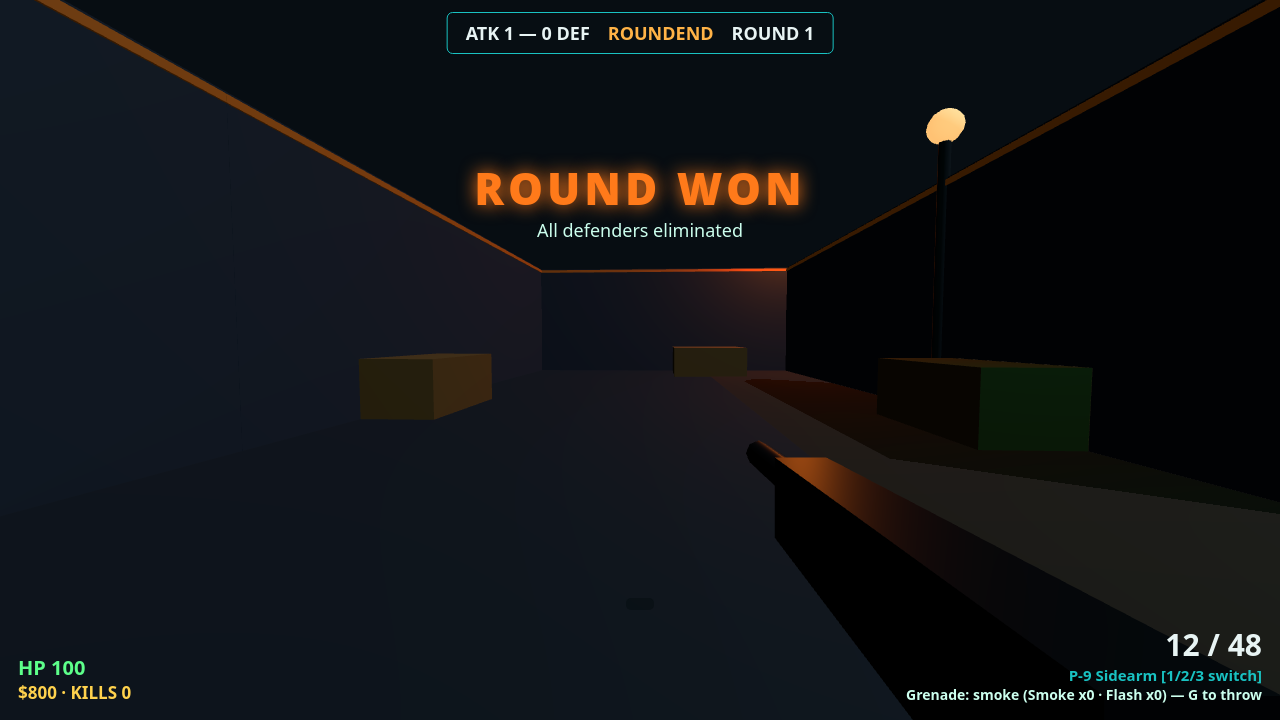 ATK 1 — 0 DEF ROUNDEND ROUND 1
ROUND WON
All defenders eliminated
HP 100
$800 · KILLS 0
12 / 48
P-9 Sidearm [1/2/3 switch]
Grenade: smoke (Smoke x0 · Flash x0) — G to throw